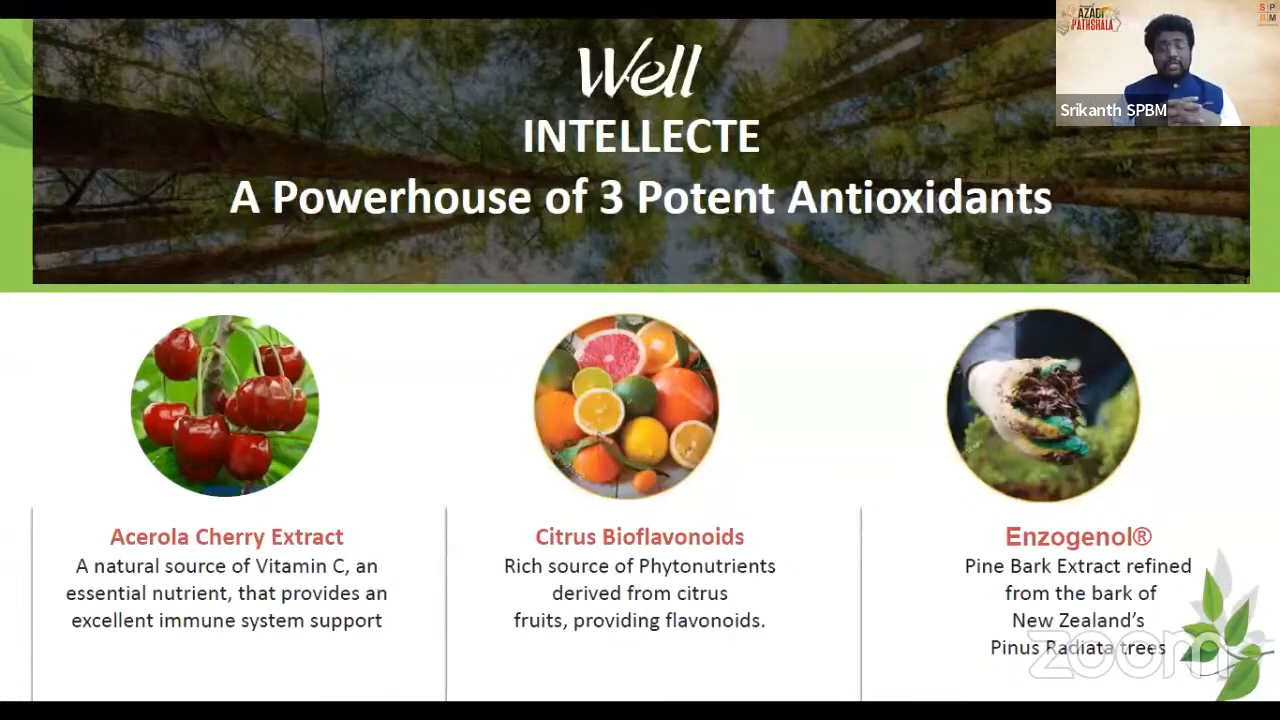 Well
INTELLECTE
A Powerhouse of 3 Potent Antioxidants
AZADI
PATHSHALA
S P
B M
Srikanth SPBM
Acerola Cherry Extract
A natural source of Vitamin C, an
essential nutrient, that provides an
excellent immune system support
Citrus Bioflavonoids
Rich source of Phytonutrients
derived from citrus
fruits, providing flavonoids.
Enzogenol®
Pine Bark Extract refined
from the bark of
New Zealand’s
Pinus Radiata trees
zoom